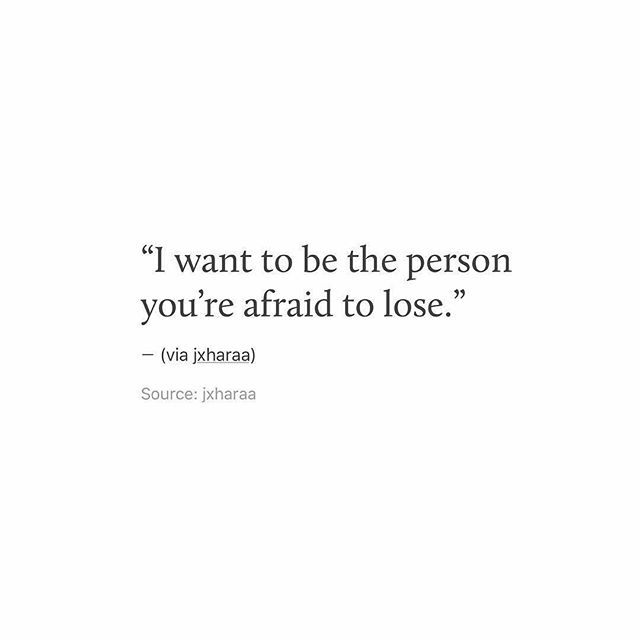 “I want to be the person
you’re afraid to lose.”
— (via jxharaa)
Source: jxharaa